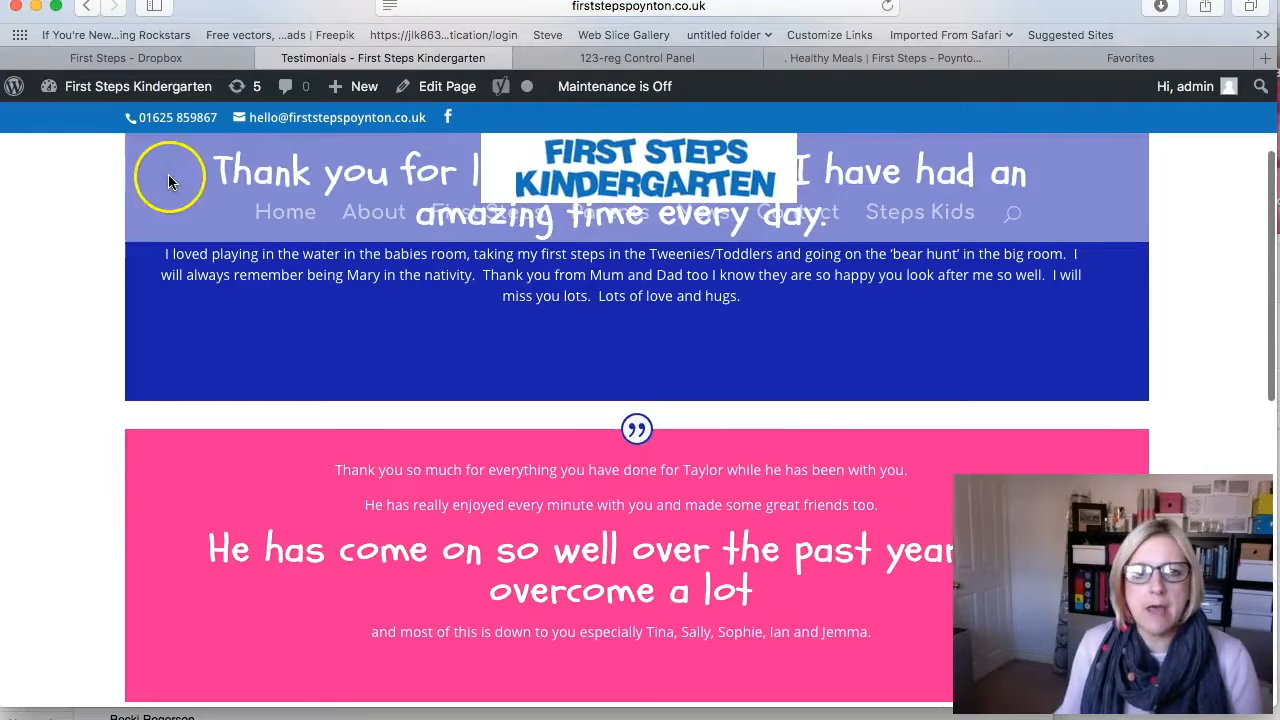 firststepspoynton.co.uk
If You're New...ing Rockstars ...ads | Freepik https://jlk863...tication/login Steve Web Slice Gallery untitled folder Customize Links Imported From Safari Suggested Sites
First Steps - Dropbox Testimonials - First Steps Kindergarten 123-reg Control Panel . Healthy Meals | First Steps - Poynto... Favorites
First Steps Kindergarten 5 0 New Edit Page Maintenance is Off Hi, admin
01625 859867 hello@firststepspoynton.co.uk
Thank you for l I have had an
FIRST STEPS
KINDERGARTEN
Home About First Steps Parents News Contact Steps Kids
amazing time every day.
I loved playing in the water in the babies room, taking my first steps in the Tweenies/Toddlers and going on the ‘bear hunt’ in the big room. I
will always remember being Mary in the nativity. Thank you from Mum and Dad too I know they are so happy you look after me so well. I will
miss you lots. Lots of love and hugs.
Thank you so much for everything you have done for Taylor while he has been with you.
He has really enjoyed every minute with you and made some great friends too.
He has come on so well over the past year
overcome a lot
and most of this is down to you especially Tina, Sally, Sophie, Ian and Jemma.
Becki Rogerson